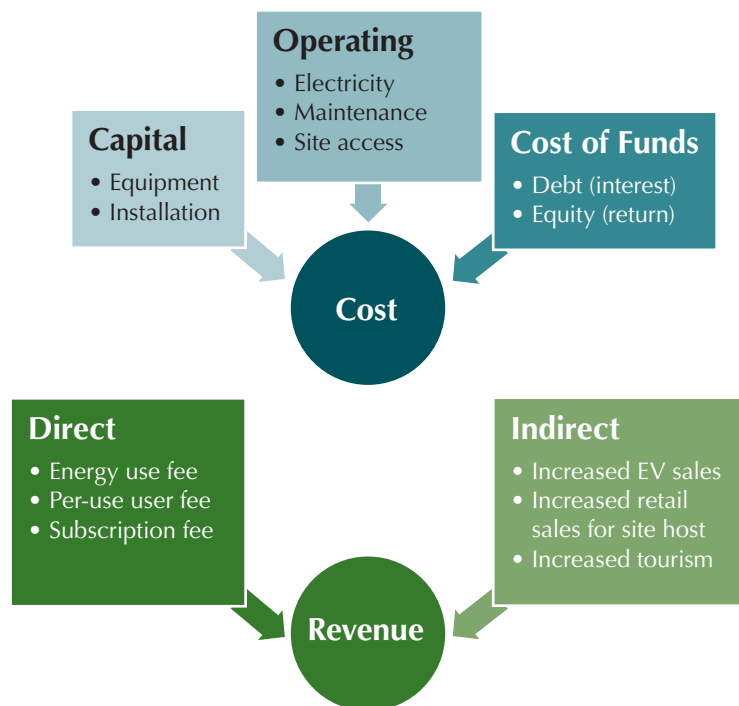 Operating
• Electricity
• Maintenance
• Site access
Capital
• Equipment
• Installation
Cost of Funds
• Debt (interest)
• Equity (return)
Cost
Direct
• Energy use fee
• Per-use user fee
• Subscription fee
Indirect
• Increased EV sales
• Increased retail
sales for site host
• Increased tourism
Revenue